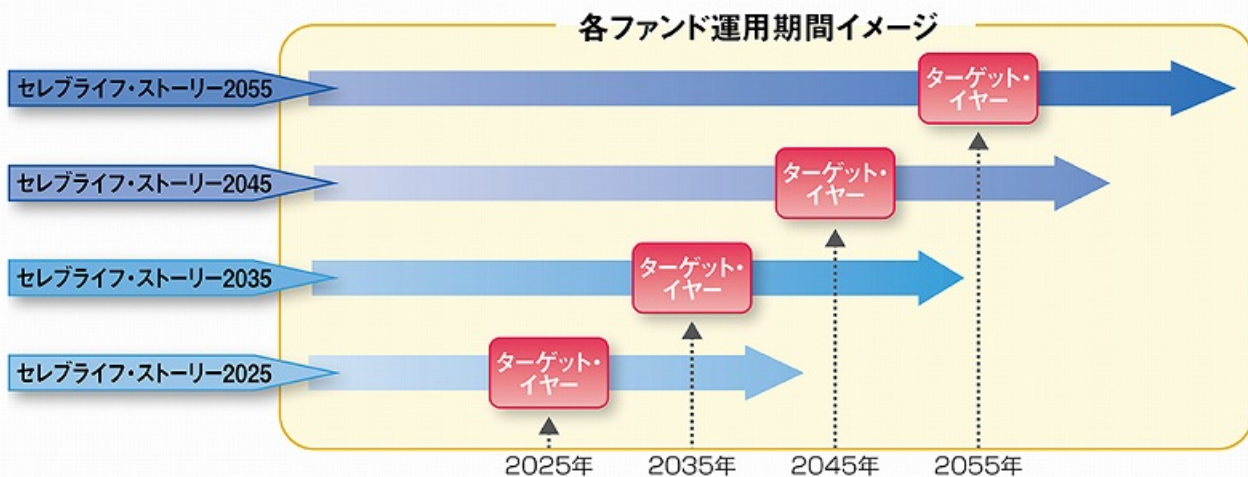 各ファンド運用期間イメージ
セレブライフ・ストーリー2055
ターゲット・
イヤー
セレブライフ・ストーリー2045
ターゲット・
イヤー
セレブライフ・ストーリー2035
ターゲット・
イヤー
セレブライフ・ストーリー2025
ターゲット・
イヤー
2025年 2035年 2045年 2055年